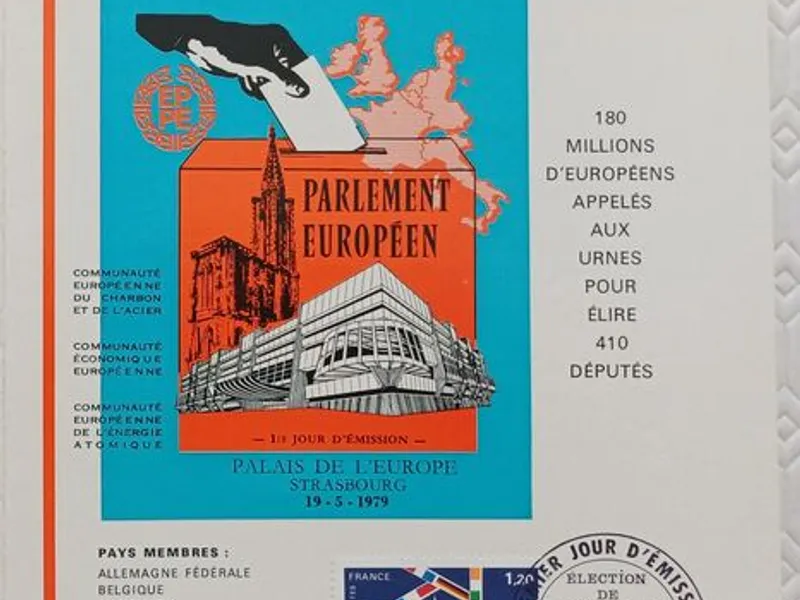 EP
PE
PARLEMENT
EUROPÉEN
COMMUNAUTÉ
EUROPÉENNE
DU CHARBON
ET DE L'ACIER
COMMUNAUTÉ
ÉCONOMIQUE
EUROPÉENNE
COMMUNAUTÉ
EUROPÉENNE
DE L'ÉNERGIE
ATOMIQUE
— 1er JOUR D'ÉMISSION —
PALAIS DE L'EUROPE
STRASBOURG
19-5-1979
180
MILLIONS
D'EUROPÉENS
APPELÉS
AUX
URNES
POUR
ÉLIRE
410
DÉPUTÉS
PAYS MEMBRES :
ALLEMAGNE FÉDÉRALE
BELGIQUE
FRANCE
1,20
JOUR D'ÉMISS
ÉLECTION
DE